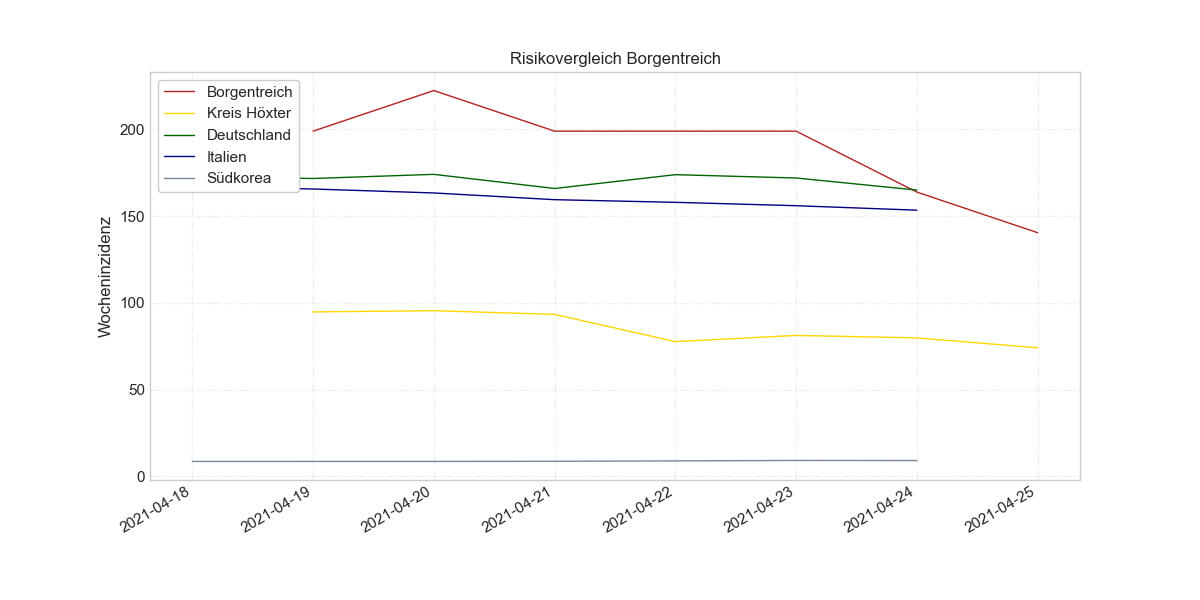 Risikovergleich Borgentreich
Borgentreich
Kreis Höxter
Deutschland
Italien
Südkorea
Wocheninzidenz
200
150
100
50
0
2021-04-18
2021-04-19
2021-04-20
2021-04-21
2021-04-22
2021-04-23
2021-04-24
2021-04-25